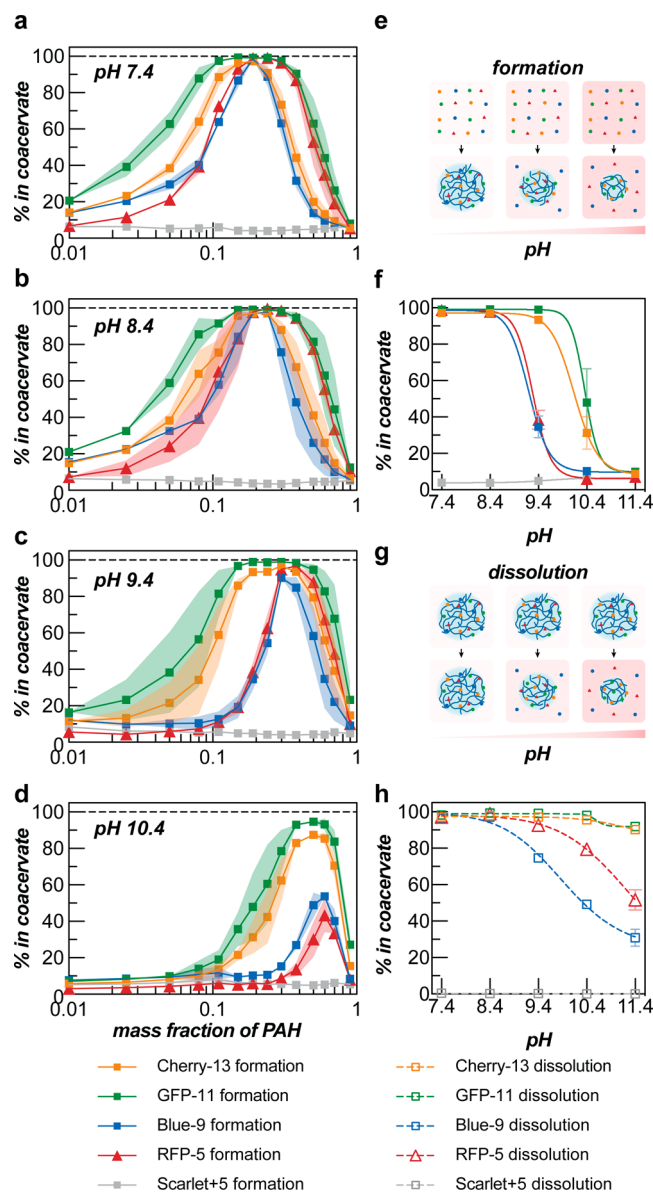 a
pH 7.4
% in coacervate
100
80
60
40
20
0
0.01
0.1
1
b
pH 8.4
% in coacervate
100
80
60
40
20
0
0.01
0.1
1
c
pH 9.4
% in coacervate
100
80
60
40
20
0
0.01
0.1
1
d
pH 10.4
% in coacervate
100
80
60
40
20
0
0.01
0.1
1
mass fraction of PAH
e
formation
pH
f
% in coacervate
100
80
60
40
20
0
7.4 8.4 9.4 10.4 11.4
pH
g
dissolution
pH
h
% in coacervate
100
80
60
40
20
0
7.4 8.4 9.4 10.4 11.4
pH
Cherry-13 formation
GFP-11 formation
Blue-9 formation
RFP-5 formation
Scarlet+5 formation
Cherry-13 dissolution
GFP-11 dissolution
Blue-9 dissolution
RFP-5 dissolution
Scarlet+5 dissolution